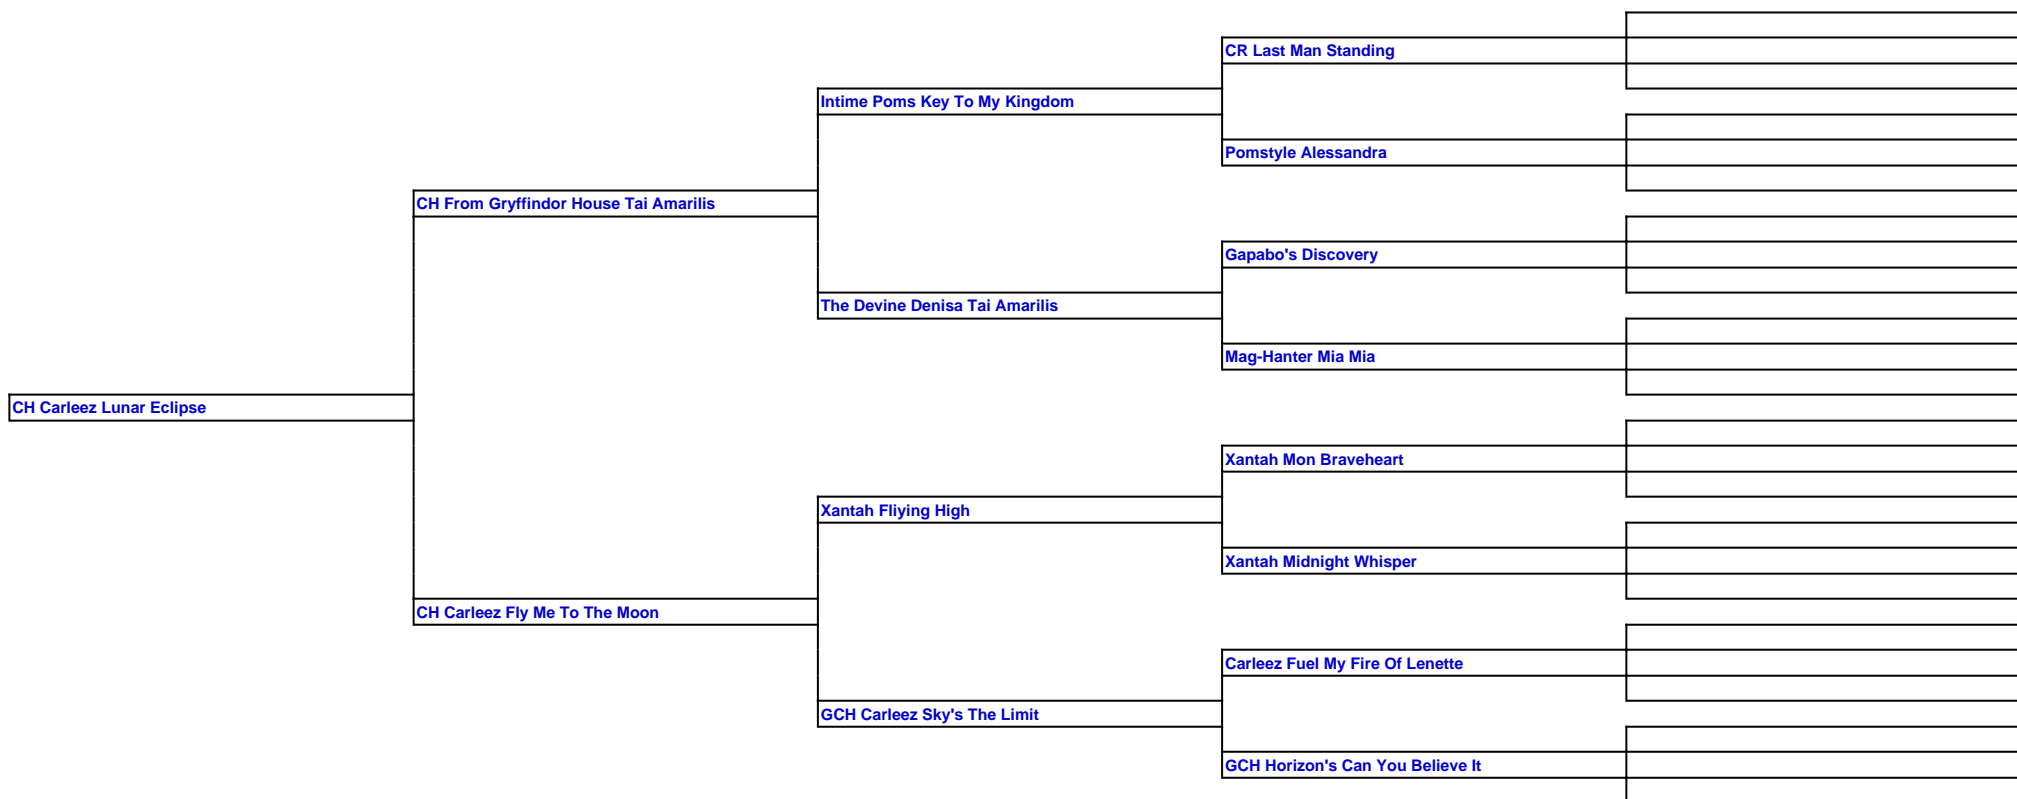 CR Last Man Standing
Intime Poms Key To My Kingdom
Pomstyle Alessandra
CH From Gryffindor House Tai Amarilis
Gapabo's Discovery
The Devine Denisa Tai Amarilis
Mag-Hanter Mia Mia
CH Carleez Lunar Eclipse
Xantah Mon Braveheart
Xantah Fliying High
Xantah Midnight Whisper
CH Carleez Fly Me To The Moon
Carleez Fuel My Fire Of Lenette
GCH Carleez Sky's The Limit
GCH Horizon's Can You Believe It